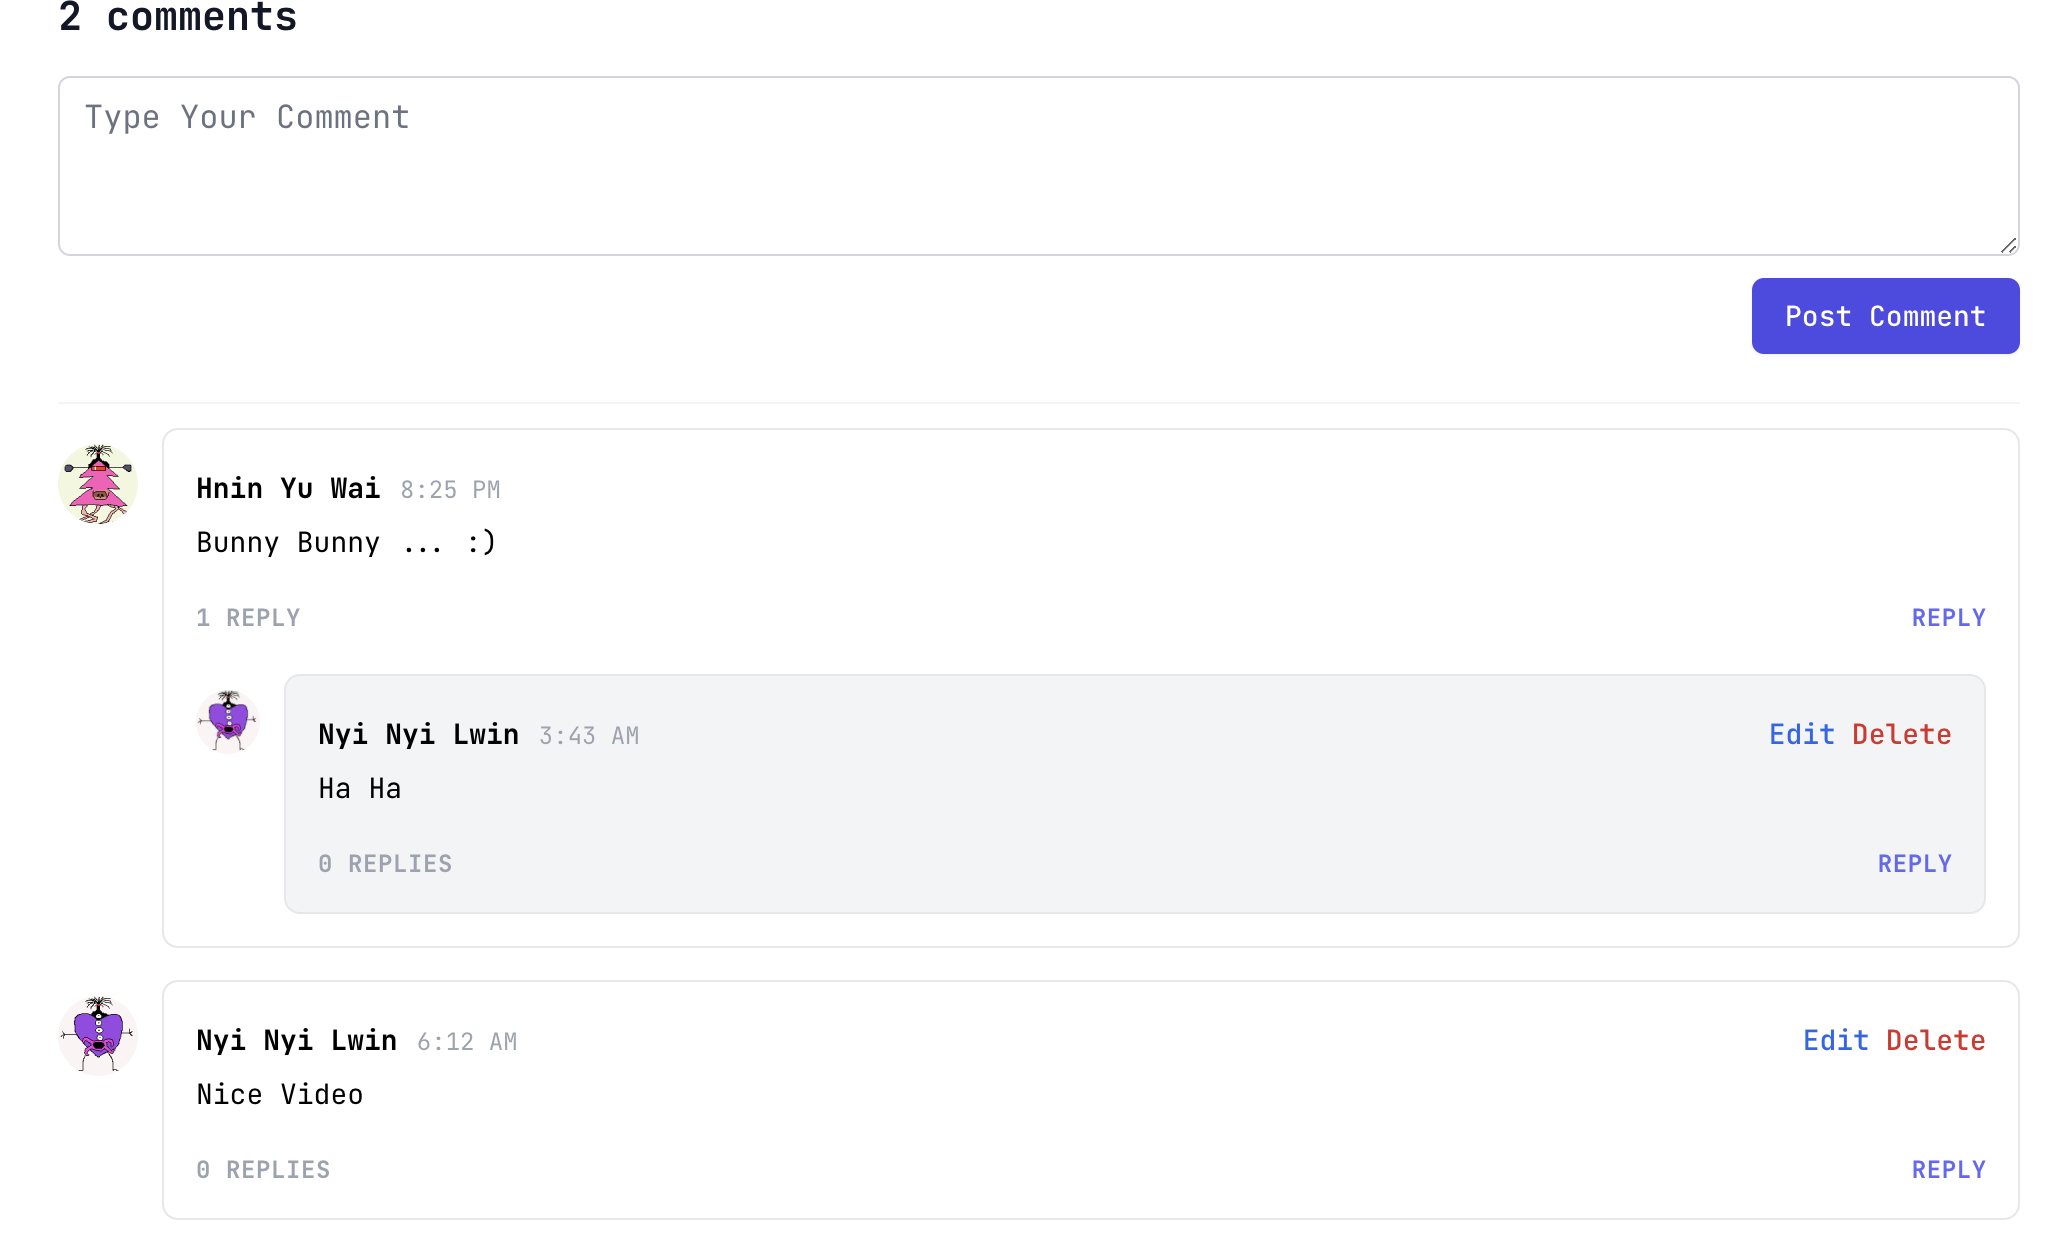 2 comments
Type Your Comment
Post Comment
Hnin Yu Wai 8:25 PM
Bunny Bunny ... :)
1 REPLY REPLY
Nyi Nyi Lwin 3:43 AM Edit Delete
Ha Ha
0 REPLIES REPLY
Nyi Nyi Lwin 6:12 AM Edit Delete
Nice Video
0 REPLIES REPLY